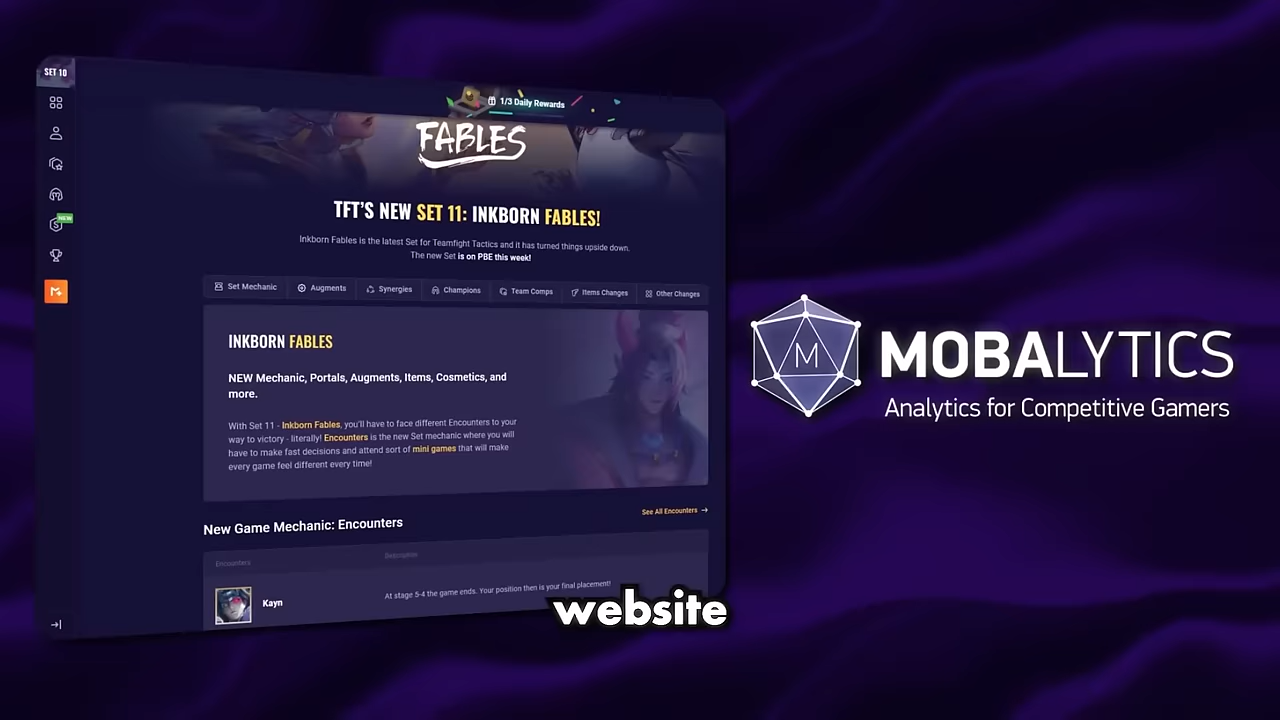 SET 10
1/3 Daily Rewards
FABLES
NEW
TFT'S NEW SET 11: INKBORN FABLES!
Inkborn Fables is the latest Set for Teamfight Tactics and it has turned things upside down.
The new Set is on PBE this week!
Set Mechanic
Augments
Synergies
Champions
Team Comps
Items Changes
Other Changes
INKBORN FABLES
NEW Mechanic, Portals, Augments, Items, Cosmetics, and
more.
With Set 11 - Inkborn Fables, you'll have to face different Encounters to your
way to victory - literally! Encounters is the new Set mechanic where you will
have to make fast decisions and attend sort of mini games that will make
every game feel different every time!
New Game Mechanic: Encounters
See All Encounters
Encounters
Description
Kayn
At stage 5-4 the game ends. Your position then is your final placement!
website
M
MOBALYTICS
Analytics for Competitive Gamers